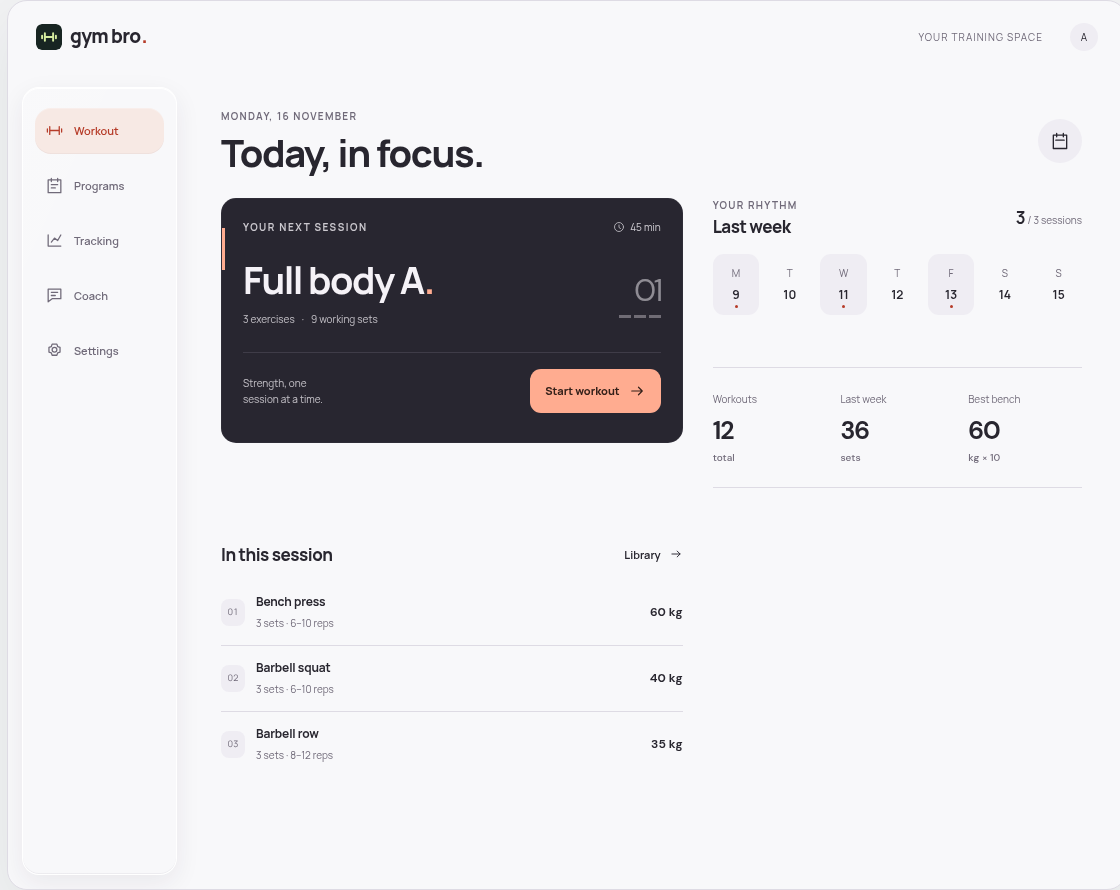 gym bro.
YOUR TRAINING SPACE
A
Workout
Programs
Tracking
Coach
Settings
MONDAY, 16 NOVEMBER
Today, in focus.
YOUR NEXT SESSION
45 min
Full body A.
01
3 exercises · 9 working sets
Strength, one
session at a time.
Start workout
YOUR RHYTHM
Last week
3 / 3 sessions
M T W T F S S
9 10 11 12 13 14 15
Workouts Last week Best bench
12 36 60
total sets kg × 10
In this session
Library
01
Bench press
3 sets · 6–10 reps
60 kg
02
Barbell squat
3 sets · 6–10 reps
40 kg
03
Barbell row
3 sets · 8–12 reps
35 kg